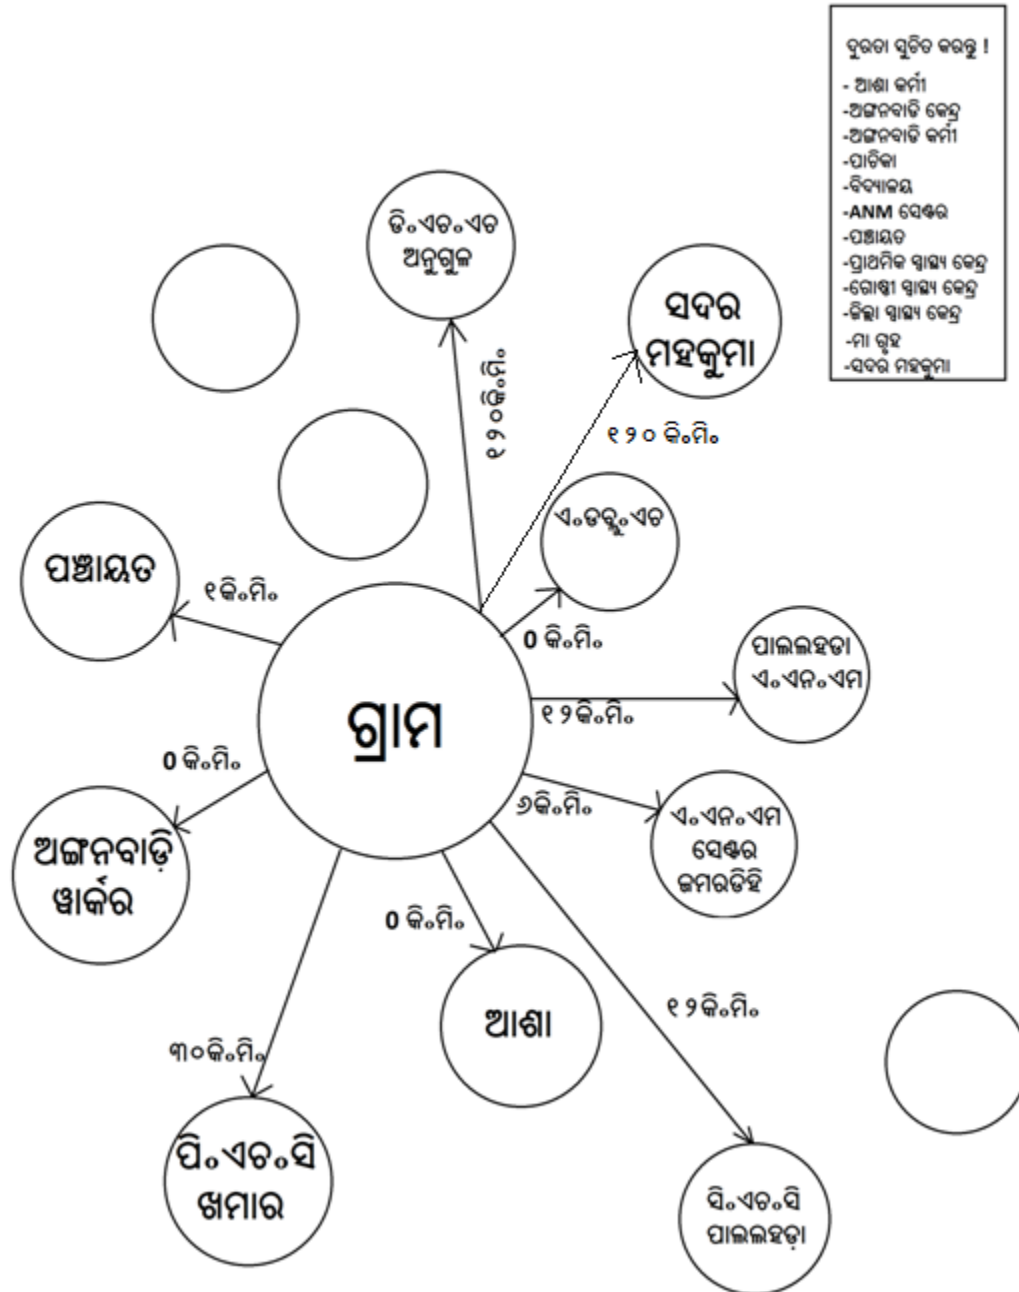 ଦୁରତା ସୁଚିତ କରନ୍ତୁ !
- ଆଶା କର୍ମୀ
-ଅଙ୍ଗନବାଡି କେନ୍ଦ୍ର
-ଅଙ୍ଗନବାଡି କର୍ମୀ
-ପାଚିକା
-ବିଦ୍ୟାଳୟ
-ANM ସେଣ୍ଟର
-ପଞ୍ଚାୟତ
-ପ୍ରାଥମିକ ସ୍ୱାସ୍ଥ୍ୟ କେନ୍ଦ୍ର
-ଗୋଷ୍ଠୀ ସ୍ୱାସ୍ଥ୍ୟ କେନ୍ଦ୍ର
-ଜିଲ୍ଲା ସ୍ୱାସ୍ଥ୍ୟ କେନ୍ଦ୍ର
-ମା ଗୃହ
-ସଦର ମହକୁମା
ଡି॰ଏଚ॰ଏଚ
ଅନୁଗୁଳ
ସଦର
ମହକୁମା
୧୨୦କି॰ମି॰
୧୨୦ କି॰ମି॰
ଏ॰ଡବ୍ଲୁ॰ଏଚ
ପଞ୍ଚାୟତ
୧କି॰ମି॰
0 କି॰ମି॰
ପାଲଲହଡା
ଏ॰ଏନ॰ଏମ
୧୨କି॰ମି॰
ଗ୍ରାମ
0 କି॰ମି॰
୬କି॰ମି॰
ଏ॰ଏନ॰ଏମ
ସେଣ୍ଟର
ଜମରଡିହି
ଅଙ୍ଗନବାଡ଼ି
ୱାର୍କର
0 କି॰ମି॰
ଆଶା
୧୨କି॰ମି॰
୩୦କି॰ମି॰
ପି॰ଏଚ॰ସି
ଖମାର
ସି॰ଏଚ॰ସି
ପାଲଲହଡ଼ା